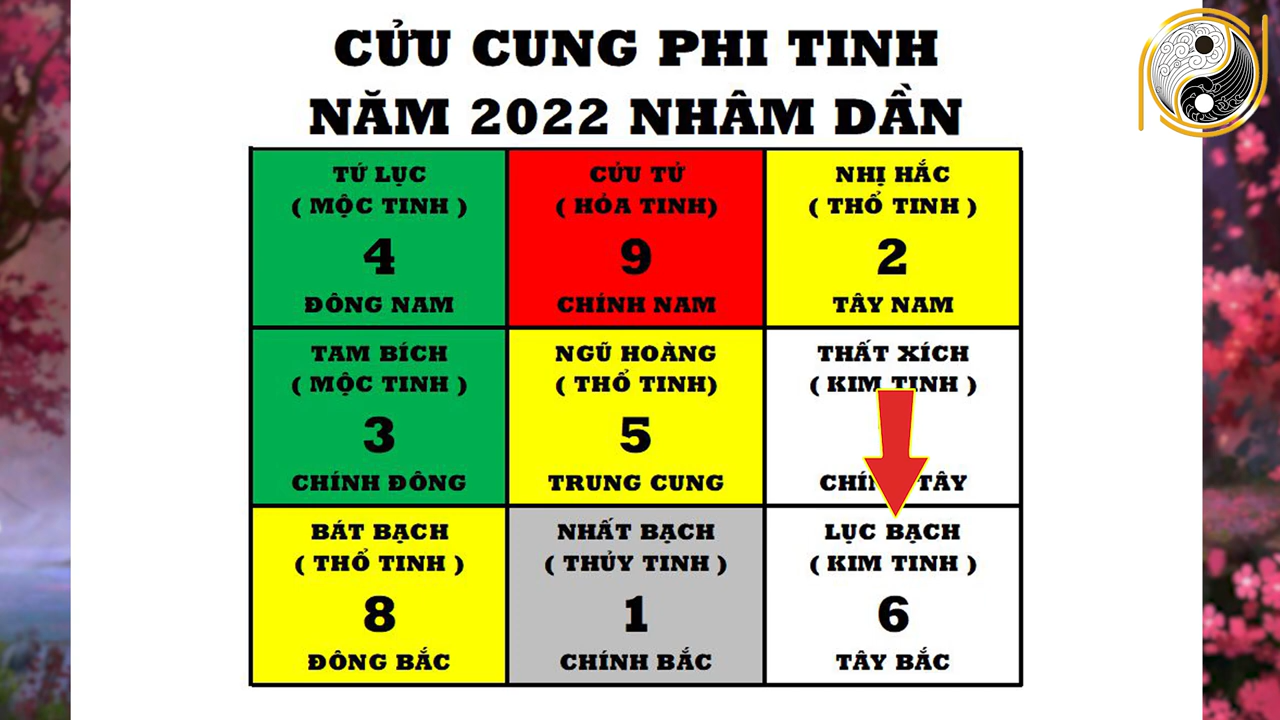 CỬU CUNG PHI TINH
NĂM 2022 NHÂM DẦN
TỨ LỤC
( MỘC TINH )
4
ĐÔNG NAM
CỬU TỬ
( HỎA TINH)
9
CHÍNH NAM
NHỊ HẮC
( THỔ TINH )
2
TÂY NAM
TAM BÍCH
( MỘC TINH )
3
CHÍNH ĐÔNG
NGŨ HOÀNG
( THỔ TINH)
5
TRUNG CUNG
THẤT XÍCH
( KIM TINH )
TÂY
BÁT BẠCH
( THỔ TINH )
8
ĐÔNG BẮC
NHẤT BẠCH
( THỦY TINH )
1
CHÍNH BẮC
LỤC BẠCH
( KIM TINH )
6
TÂY BẮC